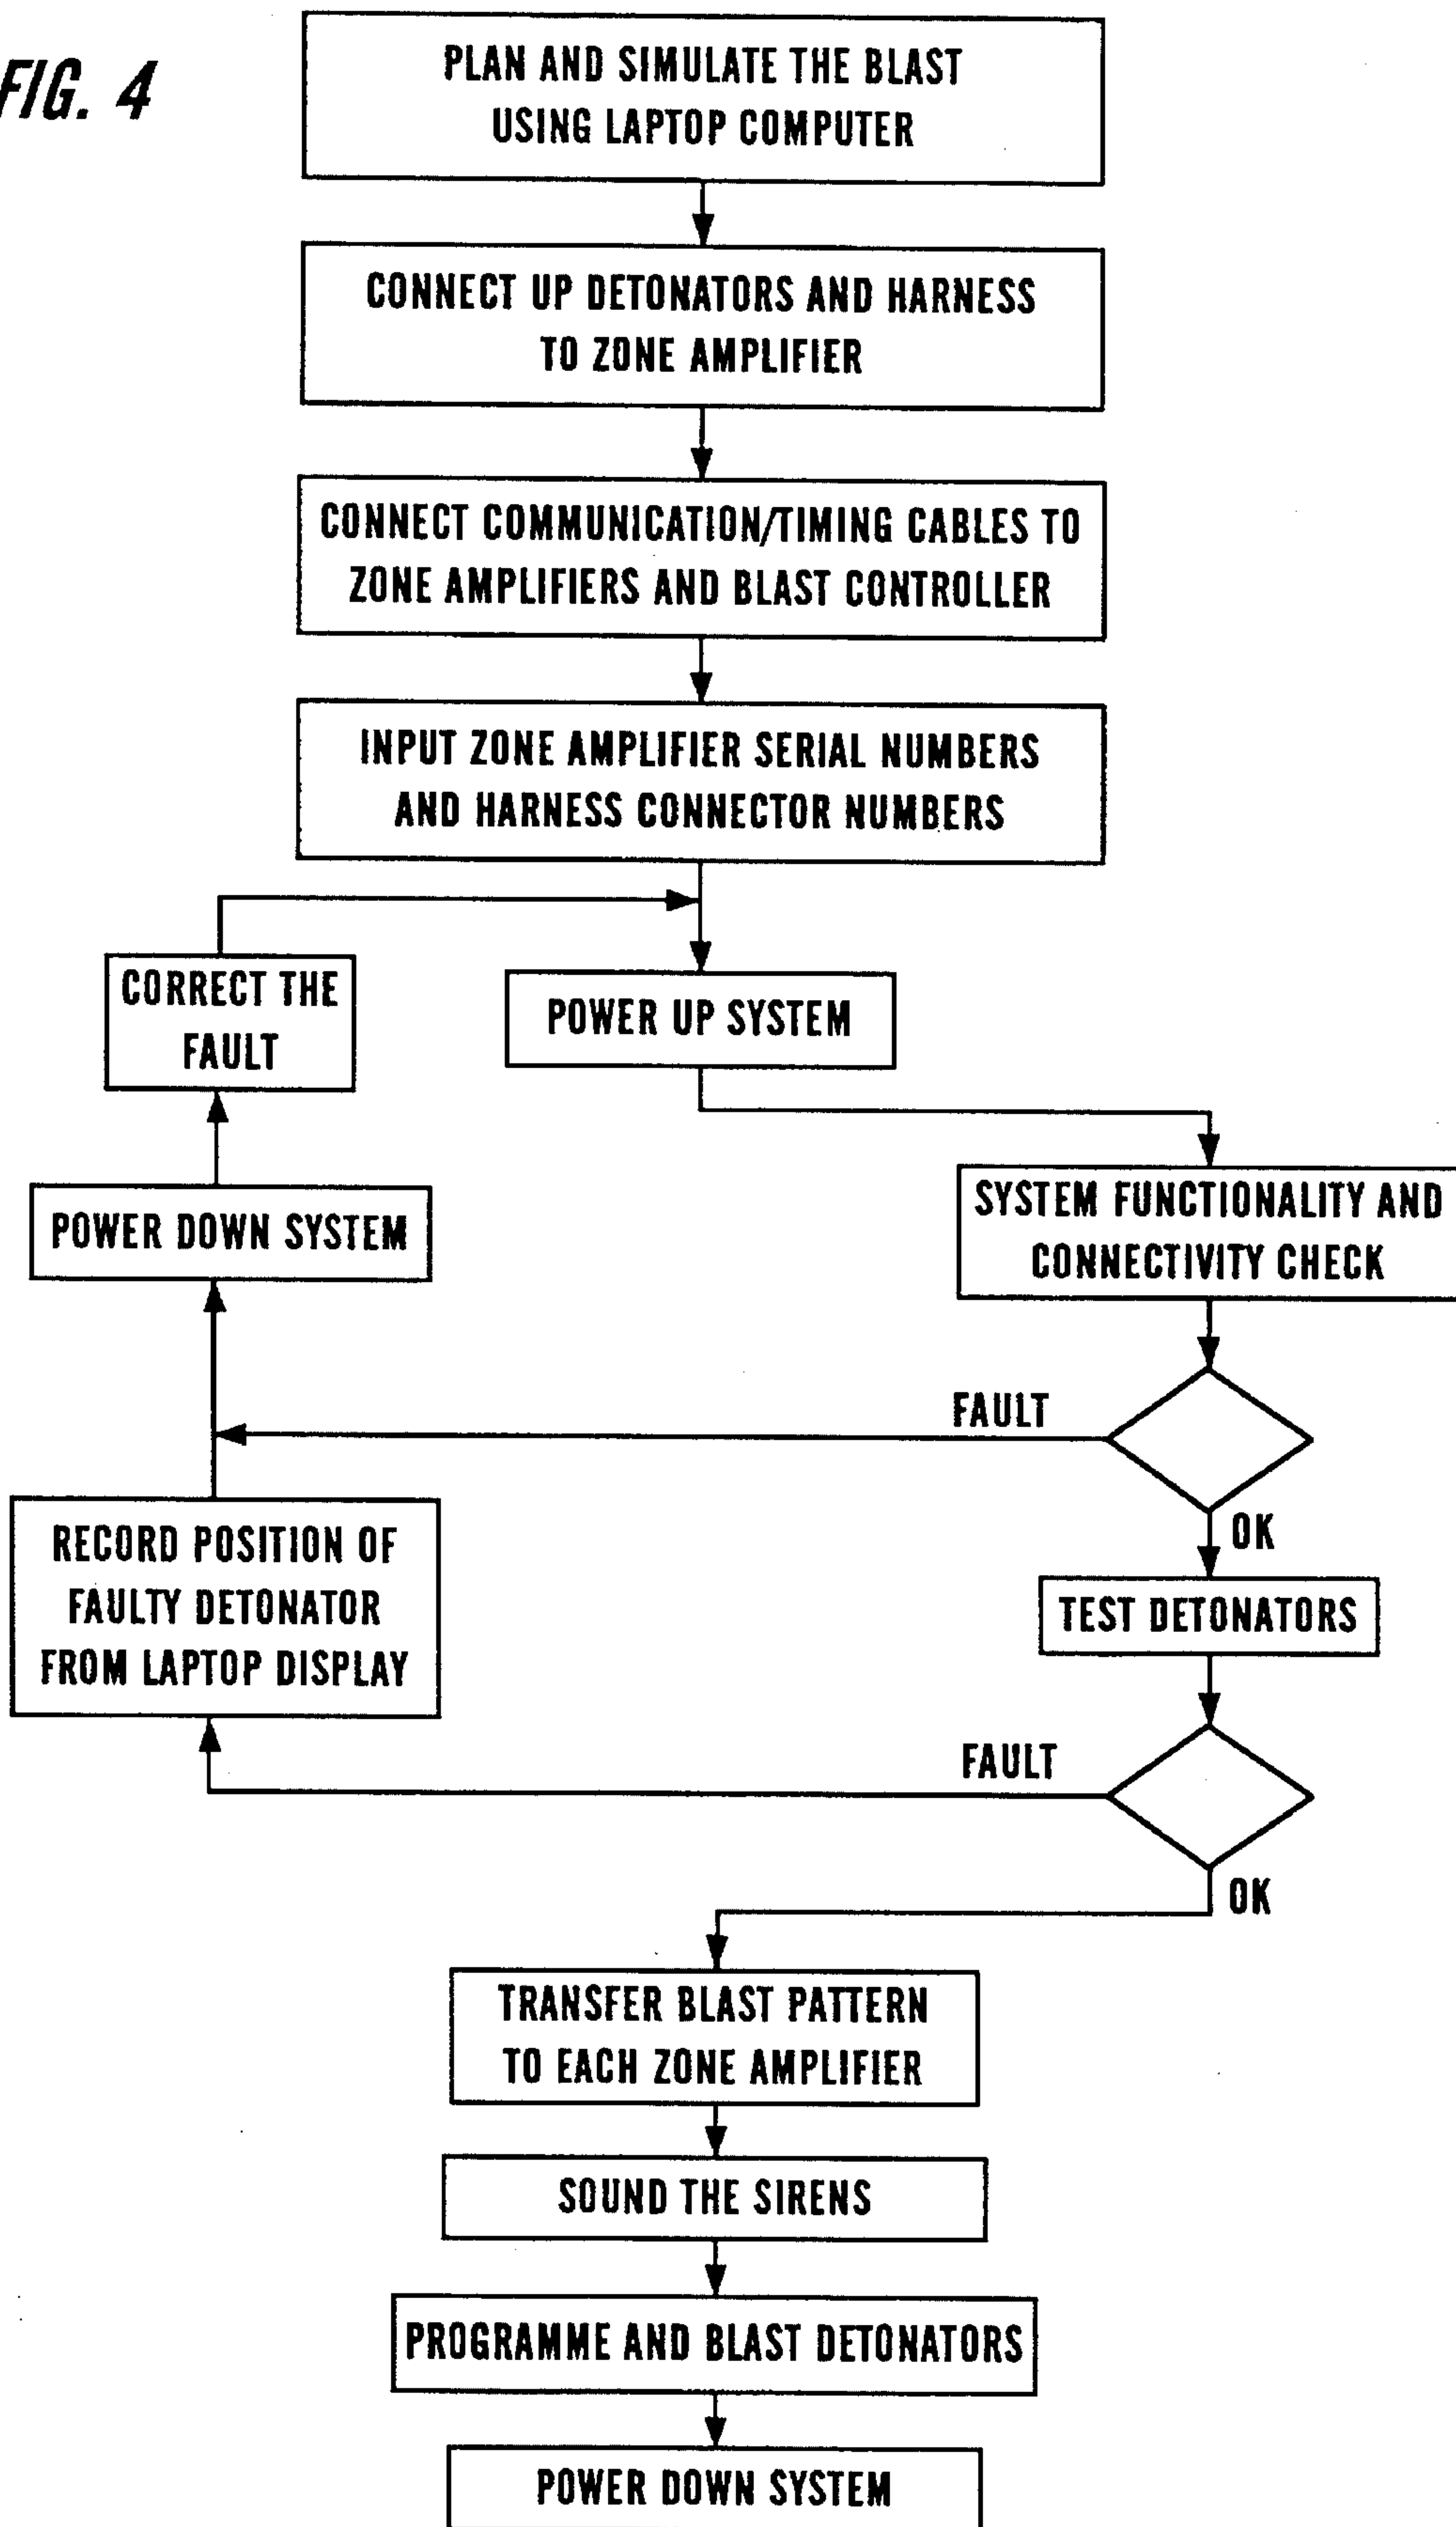 FIG. 4
PLAN AND SIMULATE THE BLAST
USING LAPTOP COMPUTER
CONNECT UP DETONATORS AND HARNESS
TO ZONE AMPLIFIER
CONNECT COMMUNICATION/TIMING CABLES TO
ZONE AMPLIFIERS AND BLAST CONTROLLER
INPUT ZONE AMPLIFIER SERIAL NUMBERS
AND HARNESS CONNECTOR NUMBERS
CORRECT THE
FAULT
POWER UP SYSTEM
POWER DOWN SYSTEM
SYSTEM FUNCTIONALITY AND
CONNECTIVITY CHECK
FAULT
OK
RECORD POSITION OF
FAULTY DETONATOR
FROM LAPTOP DISPLAY
TEST DETONATORS
FAULT
OK
TRANSFER BLAST PATTERN
TO EACH ZONE AMPLIFIER
SOUND THE SIRENS
PROGRAMME AND BLAST DETONATORS
POWER DOWN SYSTEM